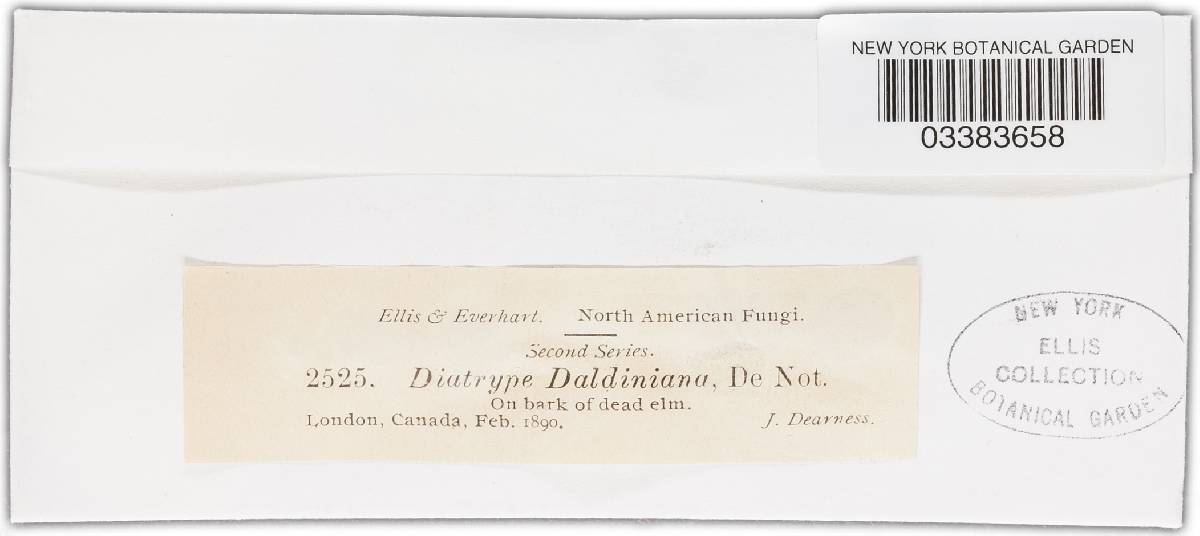 NEW YORK BOTANICAL GARDEN
03383658
Ellis & Everhart. North American Fungi.
Second Series.
2525. Diatrype Daldiniana, De Not.
On bark of dead elm.
London, Canada, Feb. 1890. J. Dearness.
NEW YORK
ELLIS
COLLECTION
BOTANICAL GARDEN